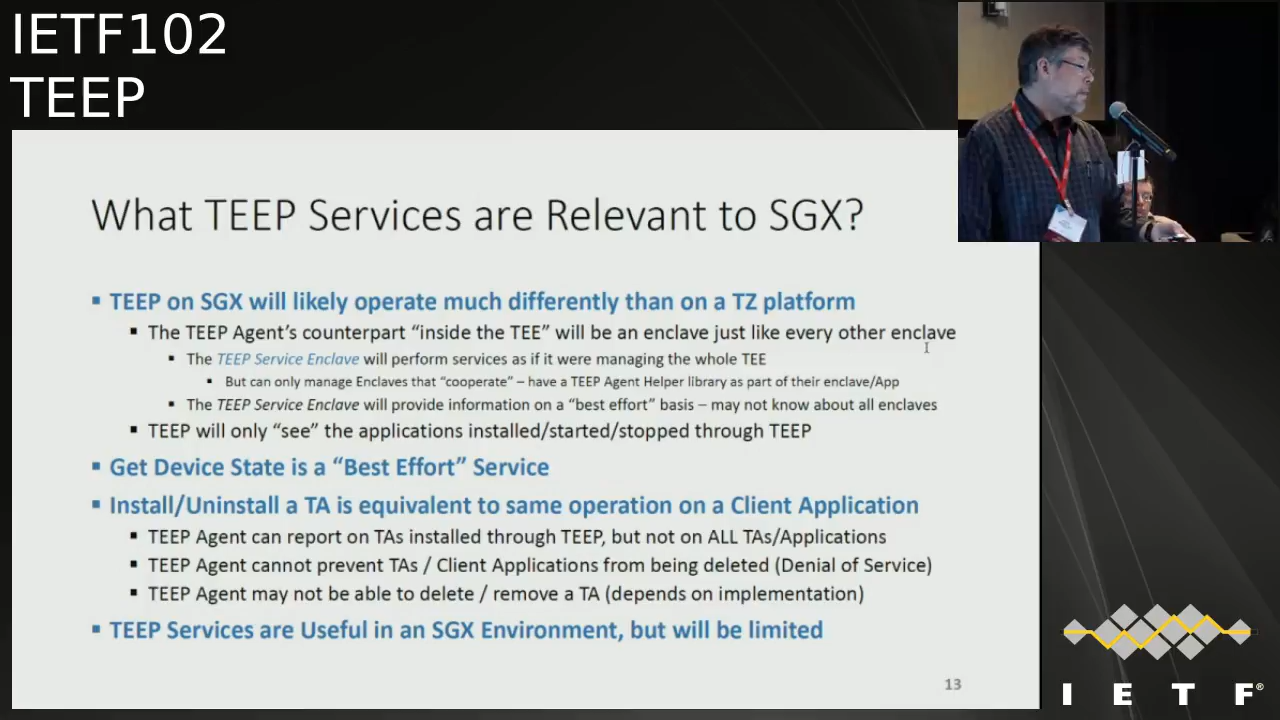 IETF102
TEEP
What TEEP Services are Relevant to SGX?
▪ TEEP on SGX will likely operate much differently than on a TZ platform
▪ The TEEP Agent’s counterpart “inside the TEE” will be an enclave just like every other enclave
▪ The TEEP Service Enclave will perform services as if it were managing the whole TEE
▪ But can only manage Enclaves that “cooperate” – have a TEEP Agent Helper library as part of their enclave/App
▪ The TEEP Service Enclave will provide information on a “best effort” basis – may not know about all enclaves
▪ TEEP will only “see” the applications installed/started/stopped through TEEP
▪ Get Device State is a “Best Effort” Service
▪ Install/Uninstall a TA is equivalent to same operation on a Client Application
▪ TEEP Agent can report on TAs installed through TEEP, but not on ALL TAs/Applications
▪ TEEP Agent cannot prevent TAs / Client Applications from being deleted (Denial of Service)
▪ TEEP Agent may not be able to delete / remove a TA (depends on implementation)
▪ TEEP Services are Useful in an SGX Environment, but will be limited
13
I E T F®